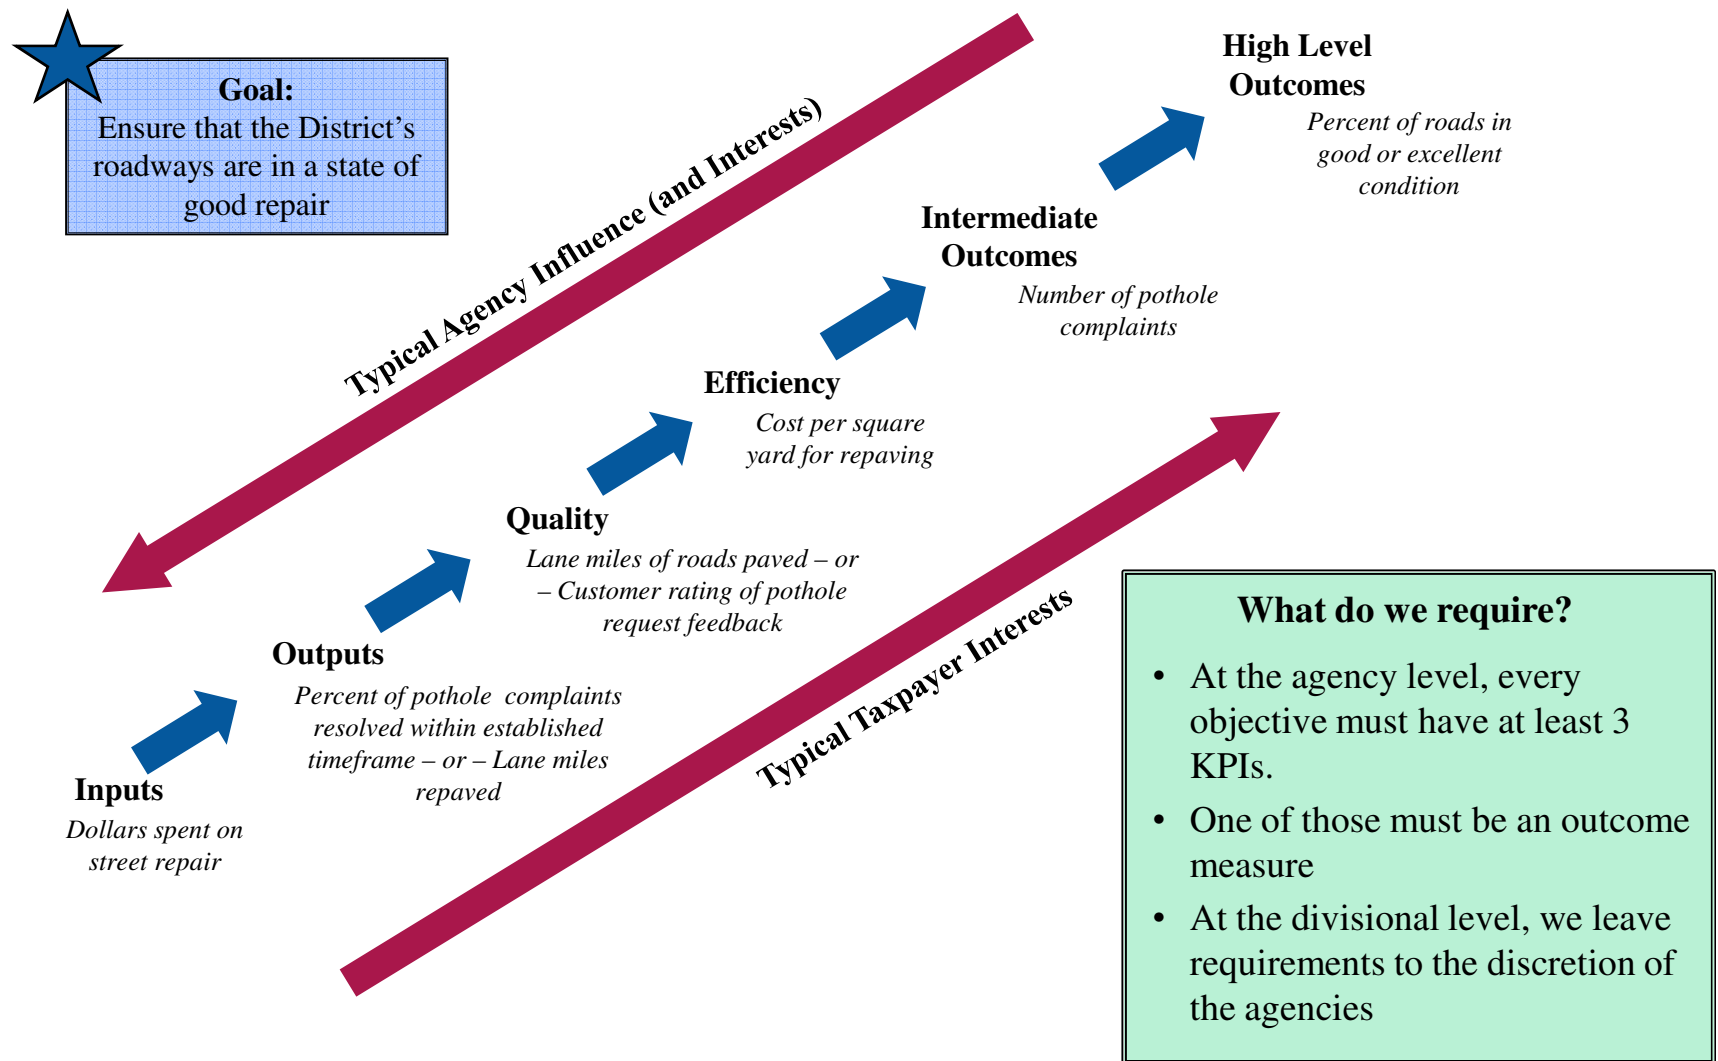 Goal:
Ensure that the District’s
roadways are in a state of
good repair
Typical Agency Influence (and Interests)
High Level
Outcomes
Percent of roads in
good or excellent
condition
Intermediate
Outcomes
Number of pothole
complaints
Efficiency
Cost per square
yard for repaving
Quality
Lane miles of roads paved – or
– Customer rating of pothole
request feedback
Outputs
Percent of pothole complaints
resolved within established
timeframe – or – Lane miles
repaved
Inputs
Dollars spent on
street repair
Typical Taxpayer Interests
What do we require?
• At the agency level, every
objective must have at least 3
KPIs.
• One of those must be an outcome
measure
• At the divisional level, we leave
requirements to the discretion of
the agencies